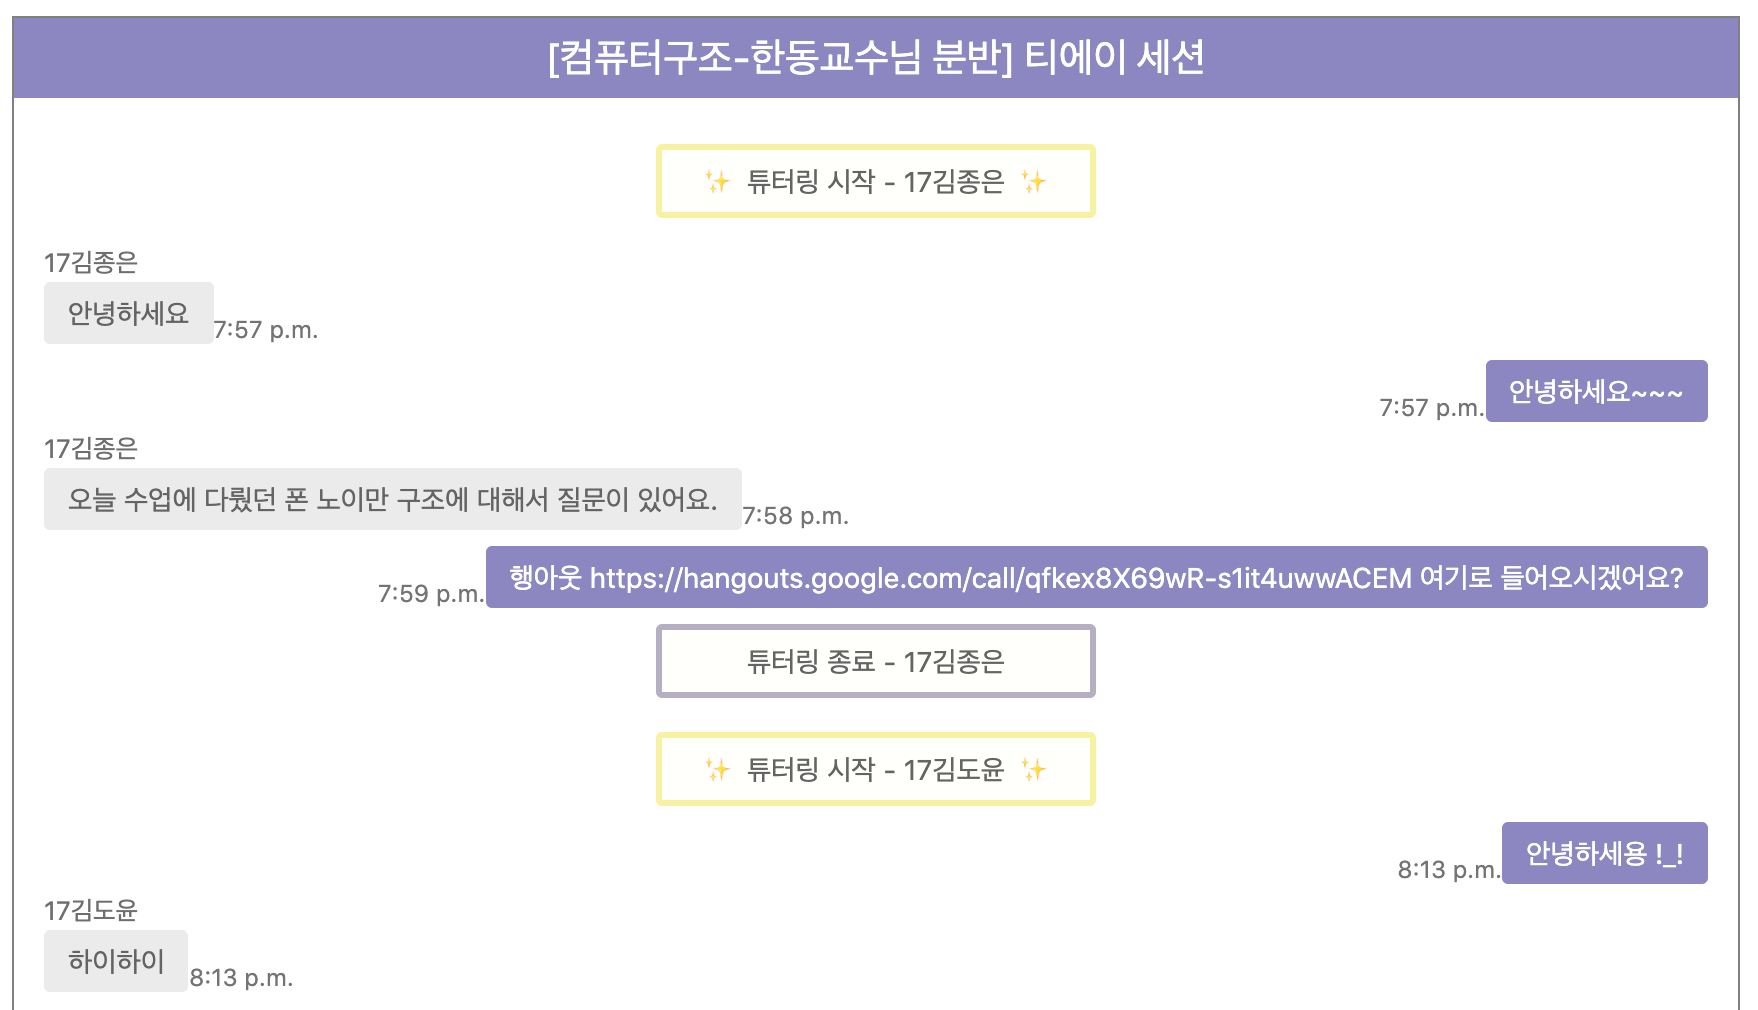 [컴퓨터구조-한동교수님 분반] 티에이 세션
✨ 튜터링 시작 - 17김종은 ✨
17김종은
안녕하세요 7:57 p.m.
7:57 p.m. 안녕하세요~~~
17김종은
오늘 수업에 다뤘던 폰 노이만 구조에 대해서 질문이 있어요. 7:58 p.m.
7:59 p.m. 행아웃 https://hangouts.google.com/call/qfkex8X69wR-s1it4uwwACEM 여기로 들어오시겠어요?
튜터링 종료 - 17김종은
✨ 튜터링 시작 - 17김도윤 ✨
8:13 p.m. 안녕하세용 !_!
17김도윤
하이하이 8:13 p.m.